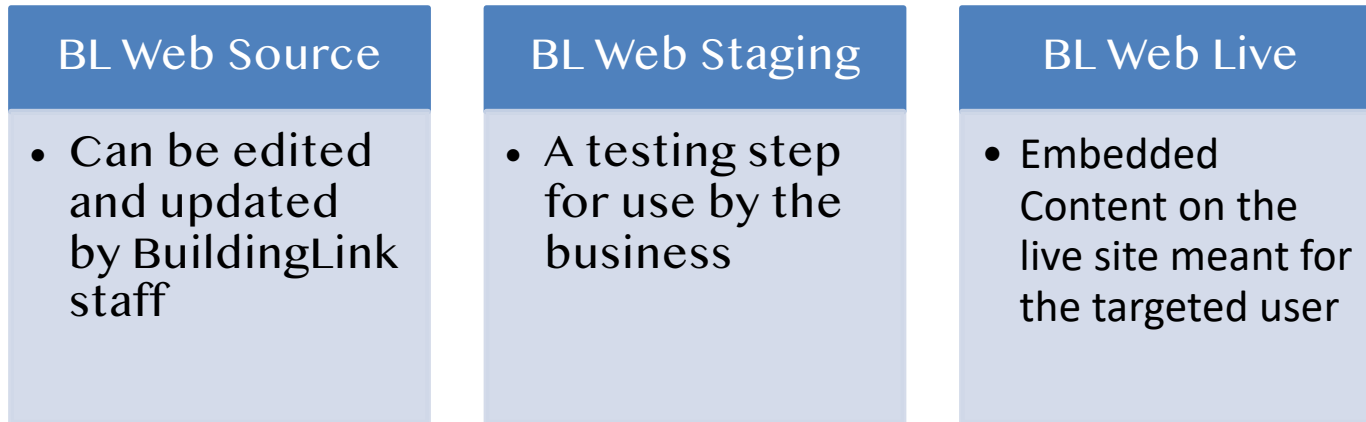 BL Web Source
• Can be edited
and updated
by BuildingLink
staff
BL Web Staging
• A testing step
for use by the
business
BL Web Live
• Embedded
Content on the
live site meant for
the targeted user